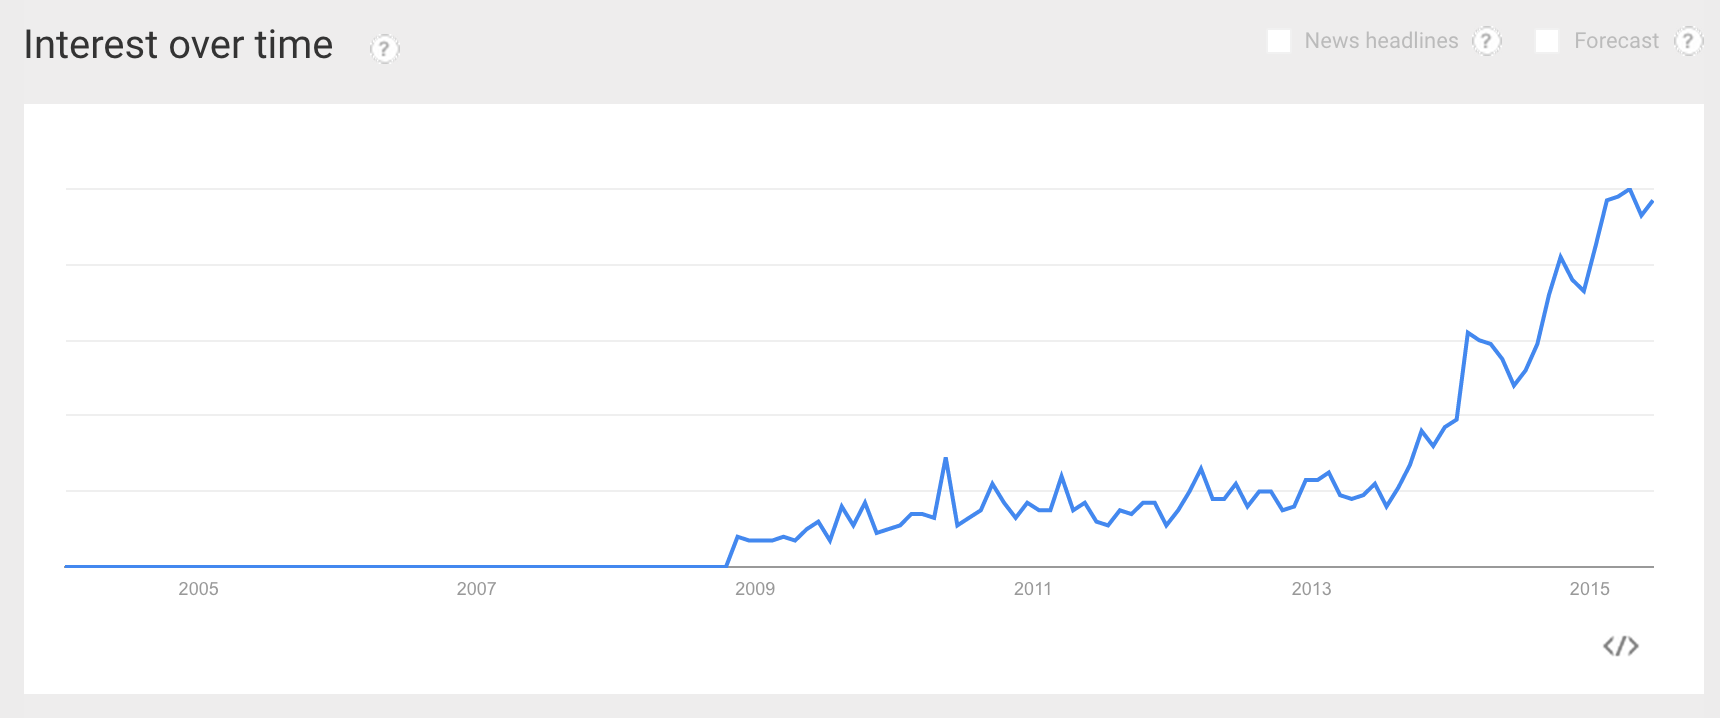 Interest over time ?
News headlines ? Forecast ?
2005 2007 2009 2011 2013 2015
</>